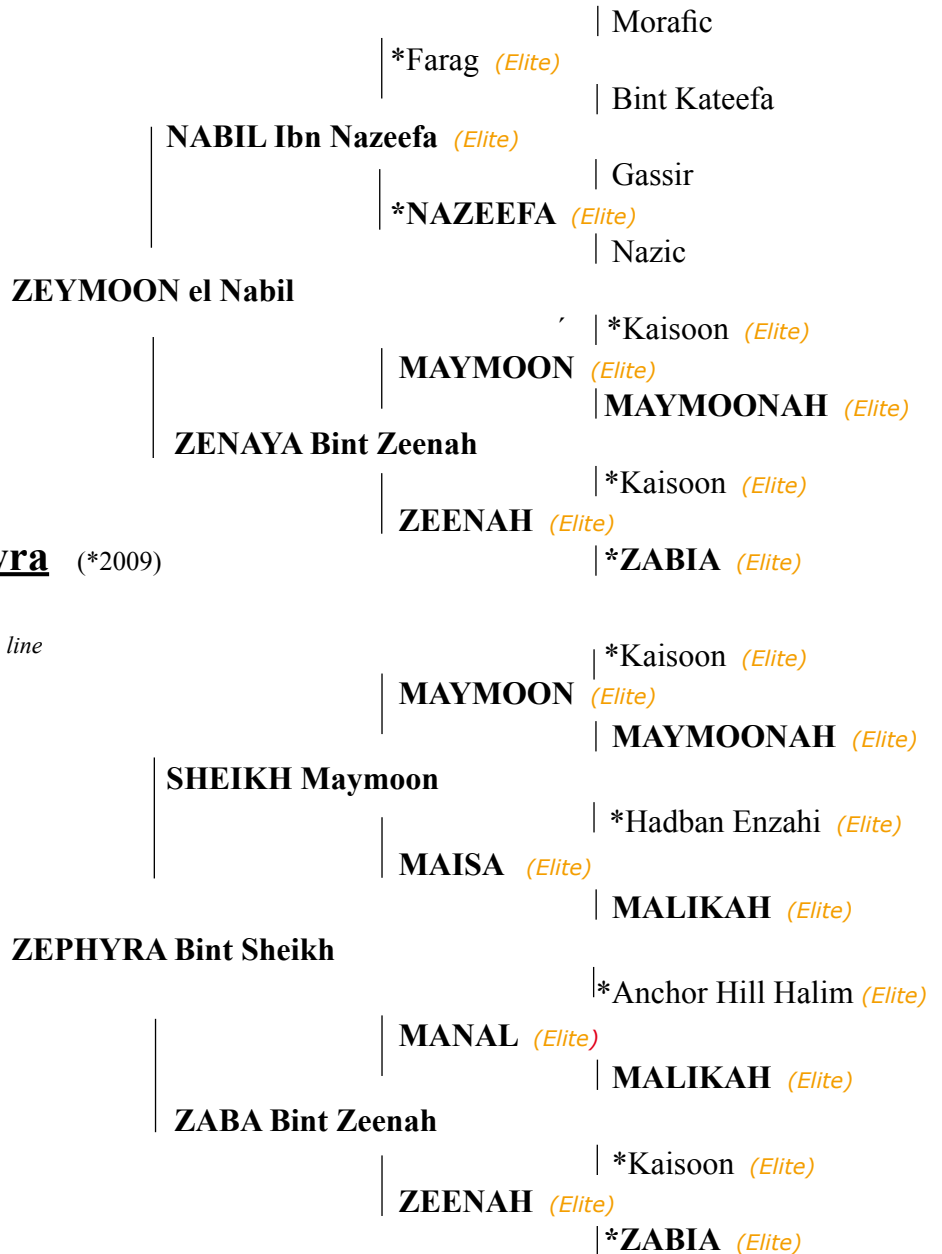 Morafic
*Farag (Elite)
Bint Kateefa
NABIL Ibn Nazeefa (Elite)
Gassir
*NAZEEFA (Elite)
Nazic
ZEYMOON el Nabil
´ *Kaisoon (Elite)
MAYMOON (Elite)
MAYMOONAH (Elite)
ZENAYA Bint Zeenah
*Kaisoon (Elite)
ZEENAH (Elite)
yra (*2009)
*ZABIA (Elite)
line
*Kaisoon (Elite)
MAYMOON (Elite)
MAYMOONAH (Elite)
SHEIKH Maymoon
*Hadban Enzahi (Elite)
MAISA (Elite)
MALIKAH (Elite)
ZEPHYRA Bint Sheikh
*Anchor Hill Halim (Elite)
MANAL (Elite)
MALIKAH (Elite)
ZABA Bint Zeenah
*Kaisoon (Elite)
ZEENAH (Elite)
*ZABIA (Elite)